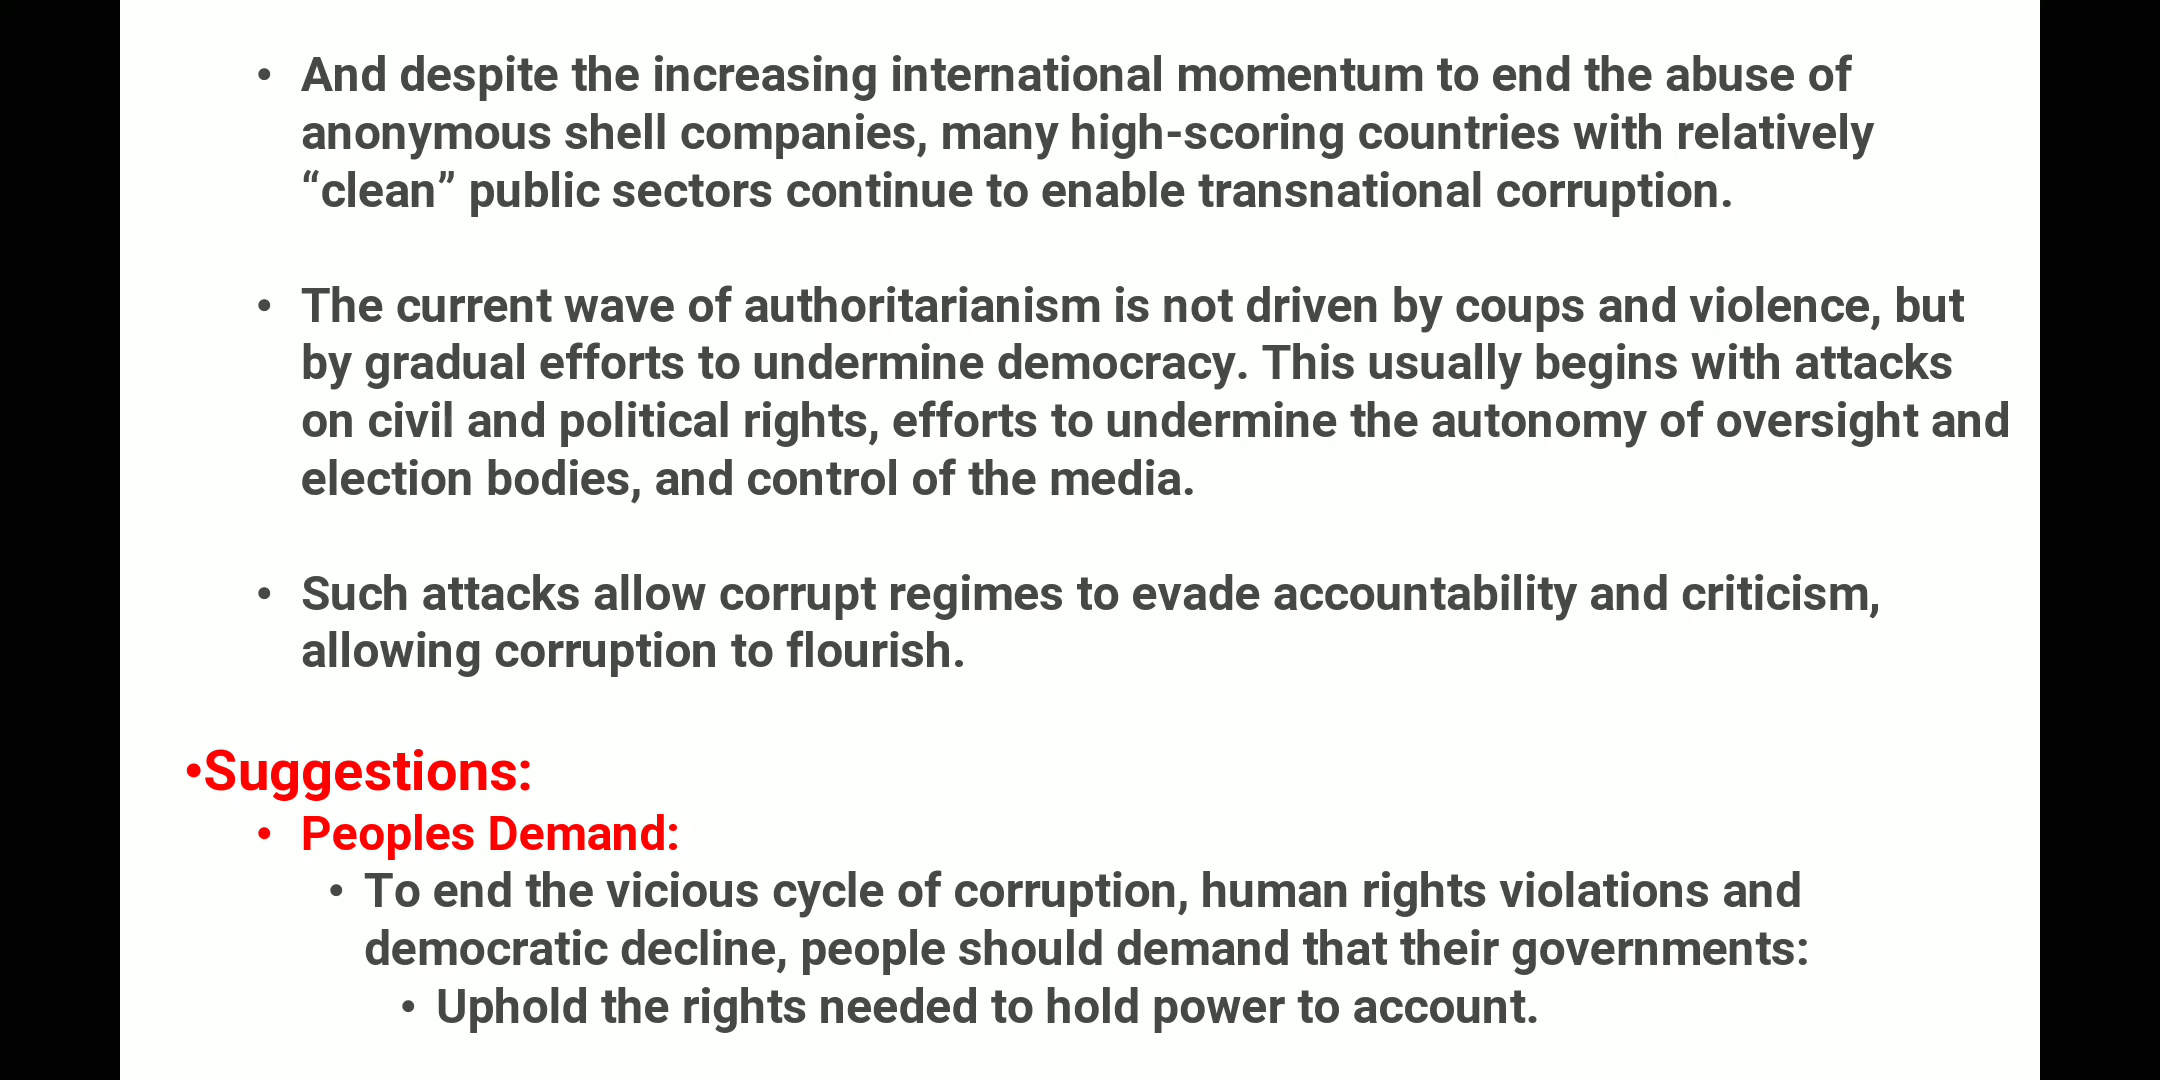 • And despite the increasing international momentum to end the abuse of
anonymous shell companies, many high-scoring countries with relatively
“clean” public sectors continue to enable transnational corruption.
• The current wave of authoritarianism is not driven by coups and violence, but
by gradual efforts to undermine democracy. This usually begins with attacks
on civil and political rights, efforts to undermine the autonomy of oversight and
election bodies, and control of the media.
• Such attacks allow corrupt regimes to evade accountability and criticism,
allowing corruption to flourish.
•Suggestions:
• Peoples Demand:
• To end the vicious cycle of corruption, human rights violations and
democratic decline, people should demand that their governments:
• Uphold the rights needed to hold power to account.